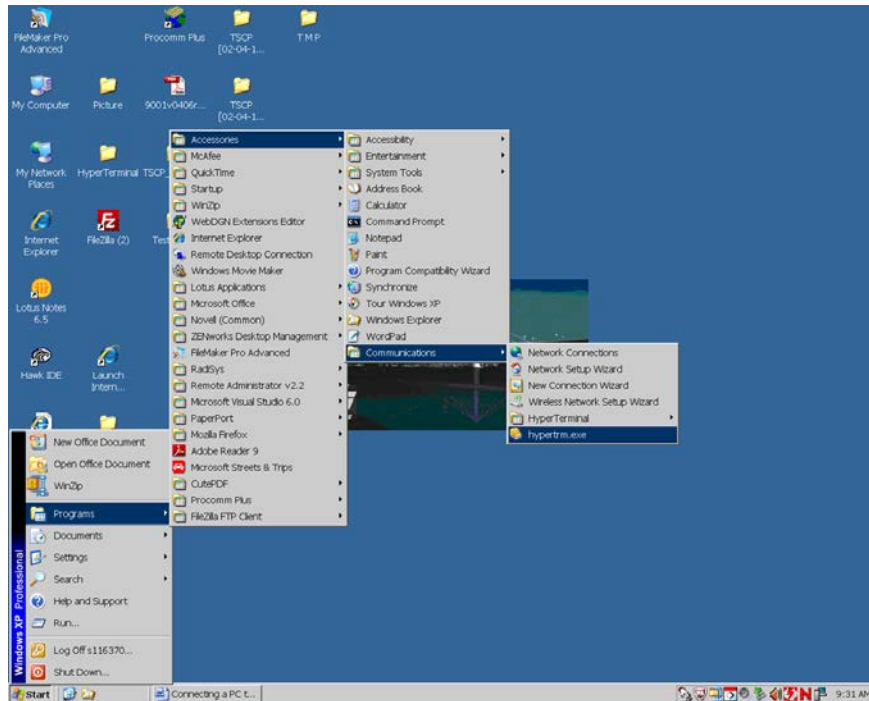 FileMaker Pro
Advanced
Procomm Plus
TSCP
[02-04-1...
T M P
My Computer
Picture
9001v0406r...
TSCP
[02-04-1...
My Network
Places
HyperTerminal
Internet
Explorer
FileZilla (2)
Lotus Notes
6.5
Hawk IDE
Launch
Intern...
Accessories
McAfee
QuickTime
Startup
WinZip
WebDGN Extensions Editor
Internet Explorer
Remote Desktop Connection
Windows Movie Maker
Lotus Applications
Microsoft Office
Novell (Common)
ZENworks Desktop Management
FileMaker Pro Advanced
RadiSys
Remote Administrator v2.2
Microsoft Visual Studio 6.0
PaperPort
Mozilla Firefox
Adobe Reader 9
Microsoft Streets & Trips
CutePDF
Procomm Plus
FileZilla FTP Client
Accessibility
Entertainment
System Tools
Address Book
Calculator
Command Prompt
Notepad
Paint
Program Compatibility Wizard
Synchronize
Tour Windows XP
Windows Explorer
WordPad
Communications
Network Connections
Network Setup Wizard
New Connection Wizard
Wireless Network Setup Wizard
HyperTerminal
hypertrm.exe
New Office Document
Open Office Document
WinZip
Programs
Documents
Settings
Search
Help and Support
Run...
Log Off s116370...
Shut Down...
Windows XP Professional
Start
Connecting a PC t...
9:31 AM